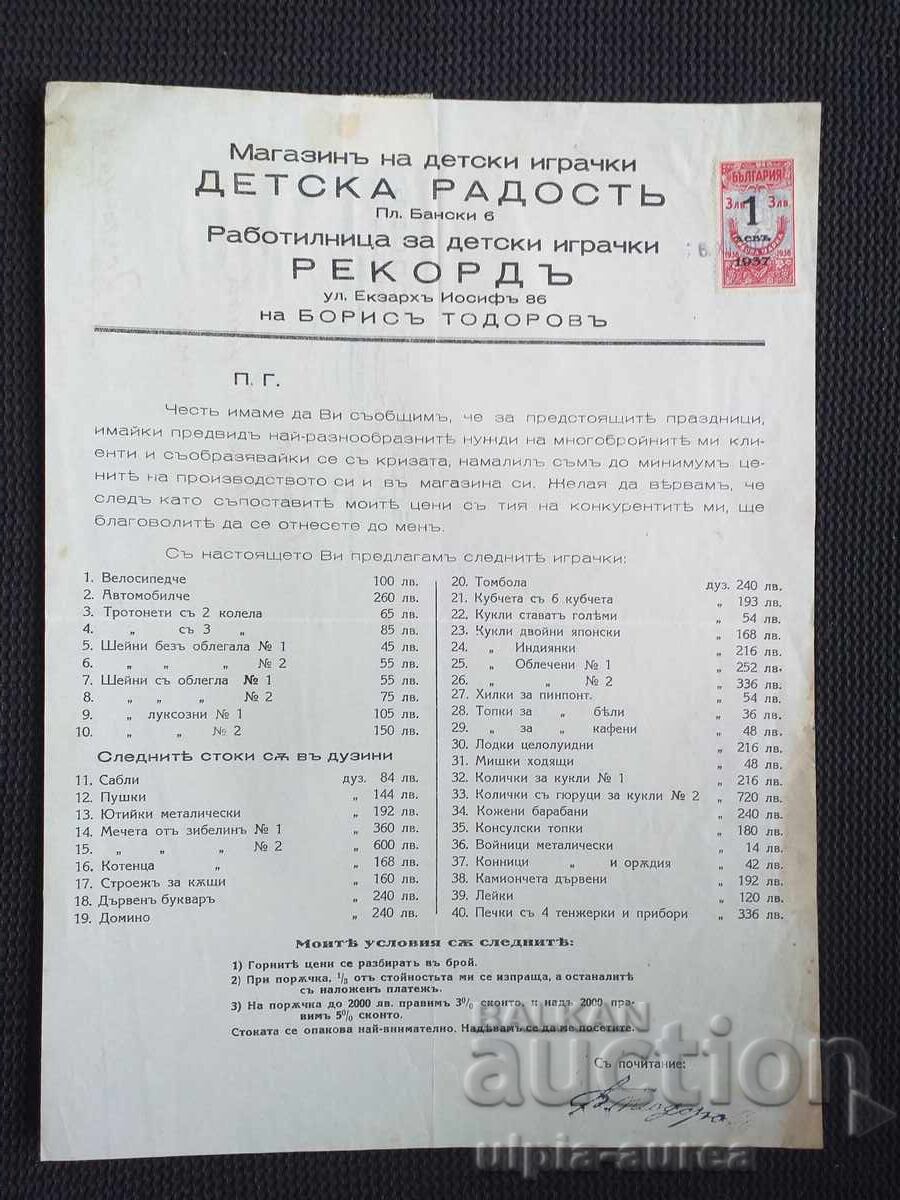 Магазинъ на детски играчки
ДЕТСКА РАДОСТЬ
Пл. Бански 6
Работилница за детски играчки
РЕКОРДЪ
ул. Екзархъ Иосифъ 86
на БОРИСЪ ТОДОРОВЪ
БЪЛГАРИЯ
3 лв. 1 3 лв.
ЛЕВЪ
1936 1936
1937
П. Г.
Честь имаме да Ви съобщимъ, че за предстоящитѣ праздници,
имайки предвидъ най-разнообразнитѣ нужди на многобройнитѣ ми кли-
енти и съобразявайки се съ кризата, намалилъ съмъ до минимумъ це-
нитѣ на производството си и въ магазина си. Желая да вѣрвамъ, че
следъ като съпоставитѣ моитѣ цени съ тия на конкурентитѣ ми, ще
благоволитѣ да се отнесете до менъ.
Съ настоящето Ви предлагамъ следнитѣ играчки:
1. Велосипедче 100 лв.
2. Автомобилче 260 лв.
3. Тротонети съ 2 колела 65 лв.
4. „ съ 3 „ 85 лв.
5. Шейни безъ облегала № 1 45 лв.
6. „ „ „ № 2 55 лв.
7. Шейни съ облегла № 1 55 лв.
8. „ „ „ № 2 75 лв.
9. „ луксозни № 1 105 лв.
10. „ „ № 2 150 лв.
Следнитѣ стоки сѫ въ дузини
11. Сабли дуз. 84 лв.
12. Пушки „ 144 лв.
13. Ютийки металически „ 192 лв.
14. Мечета отъ зибелинъ № 1 „ 360 лв.
15. „ „ „ № 2 „ 600 лв.
16. Котенца „ „ 168 лв.
17. Строежъ за кѫщи „ 160 лв.
18. Дървенъ букваръ „ 240 лв.
19. Домино „ 240 лв.
20. Томбола дуз. 240 лв.
21. Кубчета съ 6 кубчета „ 193 лв.
22. Кукли ставатъ голѣми „ 54 лв.
23. Кукли двойни японски „ 168 лв.
24. „ Индиянки „ 216 лв.
25. „ Облечени № 1 „ 252 лв.
26. „ „ № 2 „ 336 лв.
27. Хилки за пинпонт. „ 54 лв.
28. Топки за „ бѣли „ 36 лв.
29. „ за „ кафени „ 48 лв.
30. Лодки целолуидни „ 216 лв.
31. Мишки ходящи „ 48 лв.
32. Колички за кукли № 1 „ 216 лв.
33. Колички съ гюруци за кукли № 2 „ 720 лв.
34. Кожени барабани „ 240 лв.
35. Консулски топки „ 180 лв.
36. Войници металически „ 14 лв.
37. Конници „ и орѫдия „ 42 лв.
38. Камиончета дървени „ 192 лв.
39. Лейки „ 120 лв.
40. Печки съ 4 тенжерки и прибори „ 336 лв.
Моитѣ условия сѫ следнитѣ:
1) Горнитѣ цени се разбирать въ брой.
2) При порѫчка, 1/3 отъ стойностьта ми се изпраща, а останалитѣ
съ наложенъ платежъ.
3) На порѫчка до 2000 лв. правимъ 3% сконто, и надъ 2000 пра-
вимъ 5% сконто.
Стоката се опакова най-внимателно. Надѣвамъ се да ме посетите.
Съ почитание:
BALKAN
auction
ulpia-aurea